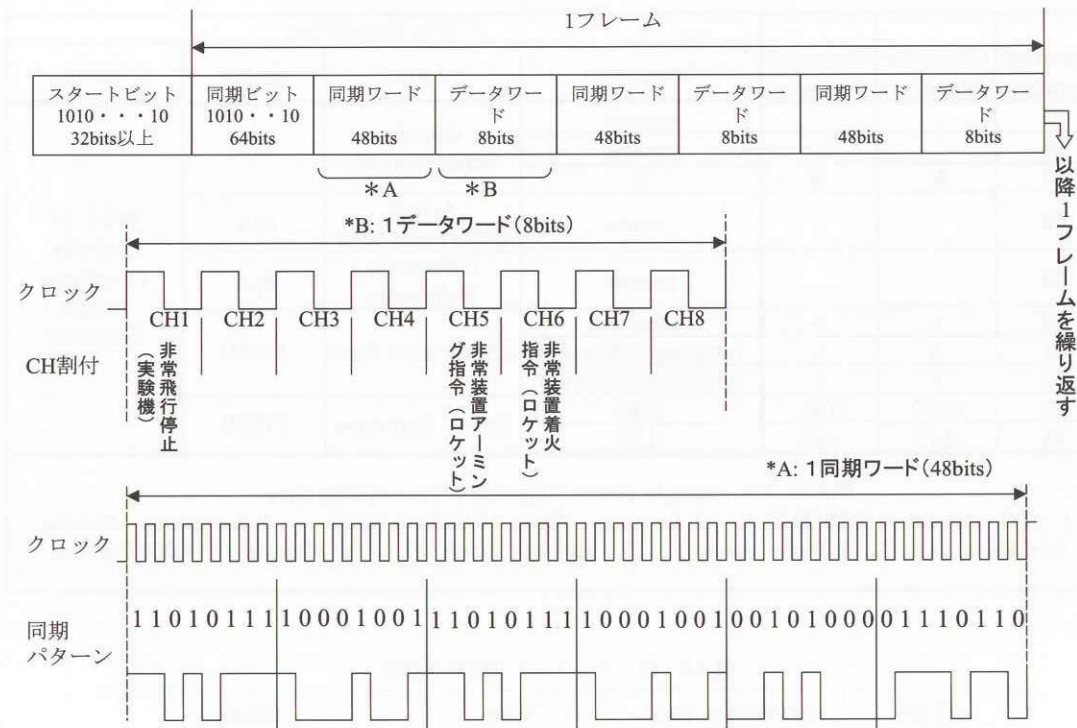 1フレーム
スタートビット
1010・・・10
32bits以上
同期ビット
1010・・10
64bits
同期ワード
48bits
データワー
ド
8bits
同期ワード
48bits
データワー
ド
8bits
同期ワード
48bits
データワー
ド
8bits
以降1フレームを繰り返す
*A
*B
*B: 1データワード(8bits)
クロック
CH1
CH2
CH3
CH4
CH5
CH6
CH7
CH8
CH割付
非常飛行停止
(実験機)
非常装置アーミン
グ指令(ロケット)
非常装置着火
指令(ロケット)
*A: 1同期ワード(48bits)
クロック
同期
パターン
11010111 10001001 11010111 10001001 00101000 01110110